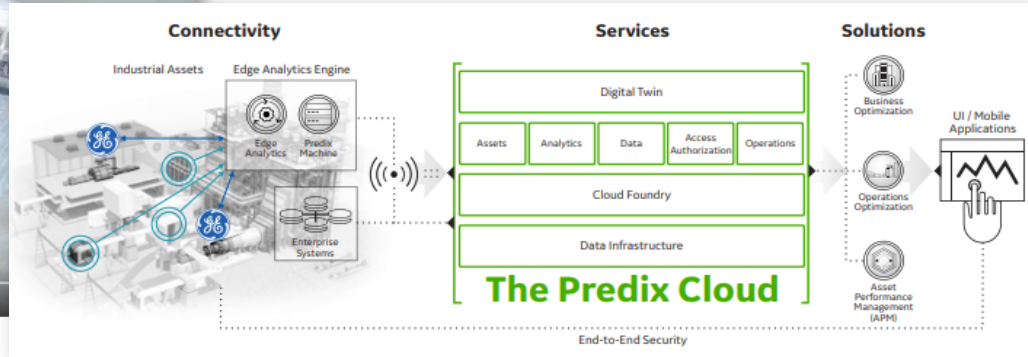 Connectivity
Services
Solutions
Industrial Assets
Edge Analytics Engine
Edge
Analytics
Predix
Machine
Enterprise
Systems
GE
GE
Digital Twin
Assets
Analytics
Data
Access
Authorization
Operations
Cloud Foundry
Data Infrastructure
The Predix Cloud
Business
Optimization
Operations
Optimization
Asset
Performance
Management
(APM)
UI / Mobile
Applications
End-to-End Security